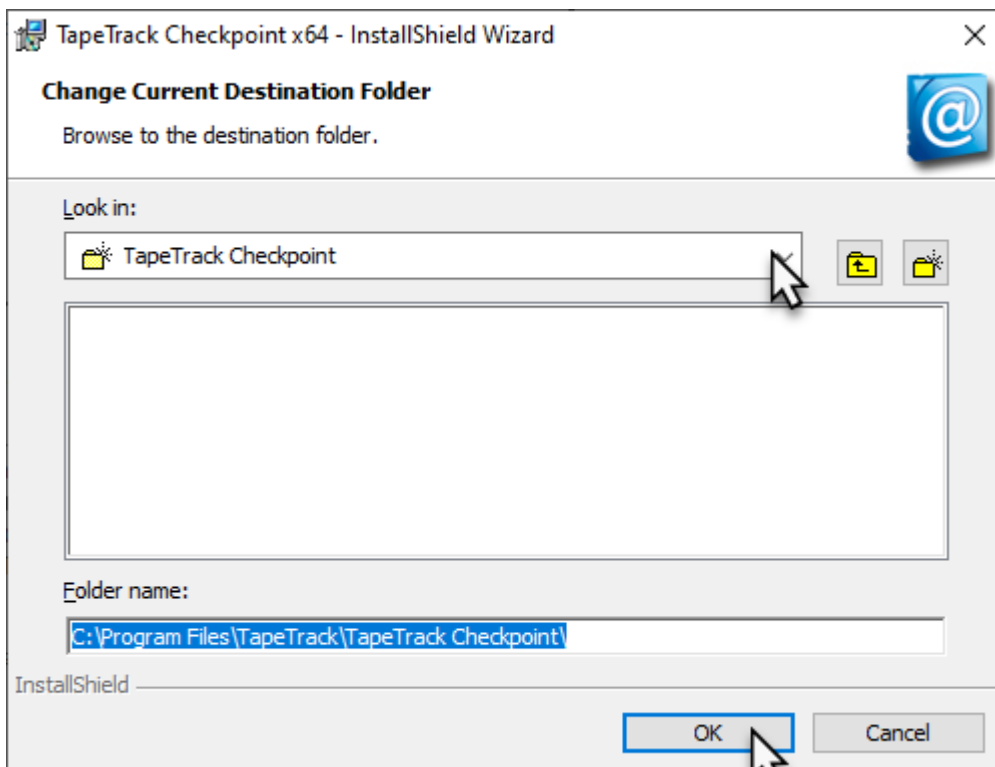 TapeTrack Checkpoint x64 - InstallShield Wizard
Change Current Destination Folder
Browse to the destination folder.
@
Look in:
TapeTrack Checkpoint
Folder name:
C:\Program Files\TapeTrack\TapeTrack Checkpoint\
InstallShield
OK
Cancel